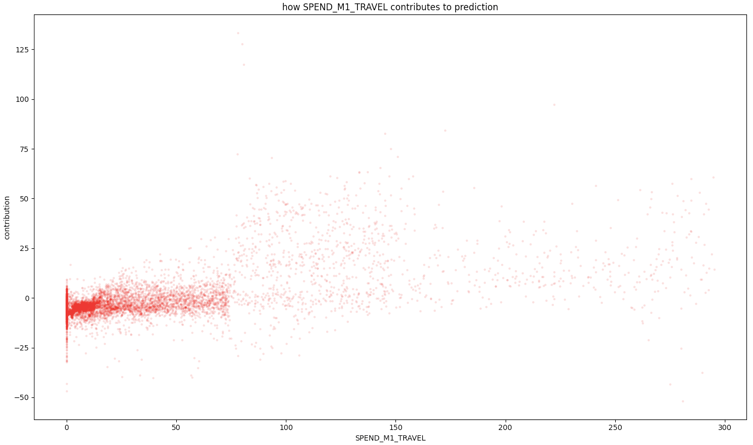 how SPEND_M1_TRAVEL contributes to prediction
125
100
75
50
25
0
−25
−50
contribution
0 50 100 150 200 250 300
SPEND_M1_TRAVEL